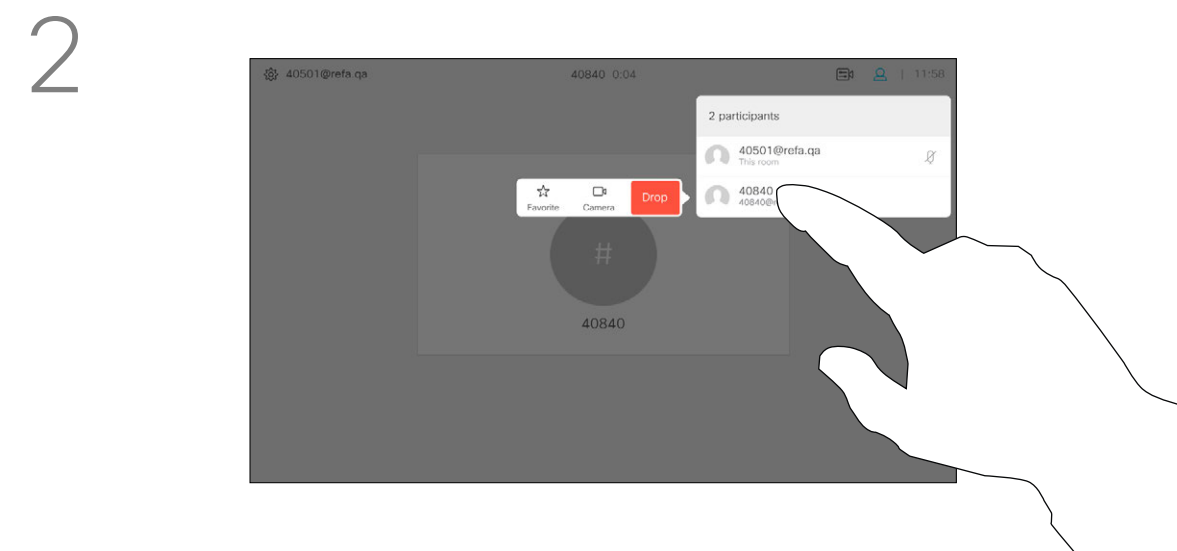 2
40501@refa.qa
40840 0:04
| 11:58
2 participants
40501@refa.qa
This room
40840
Favorite
Camera
Drop
#
40840